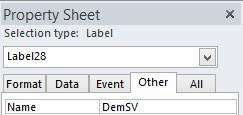 Property Sheet
Selection type: Label
Label28
Format Data Event Other All
Name DemSV